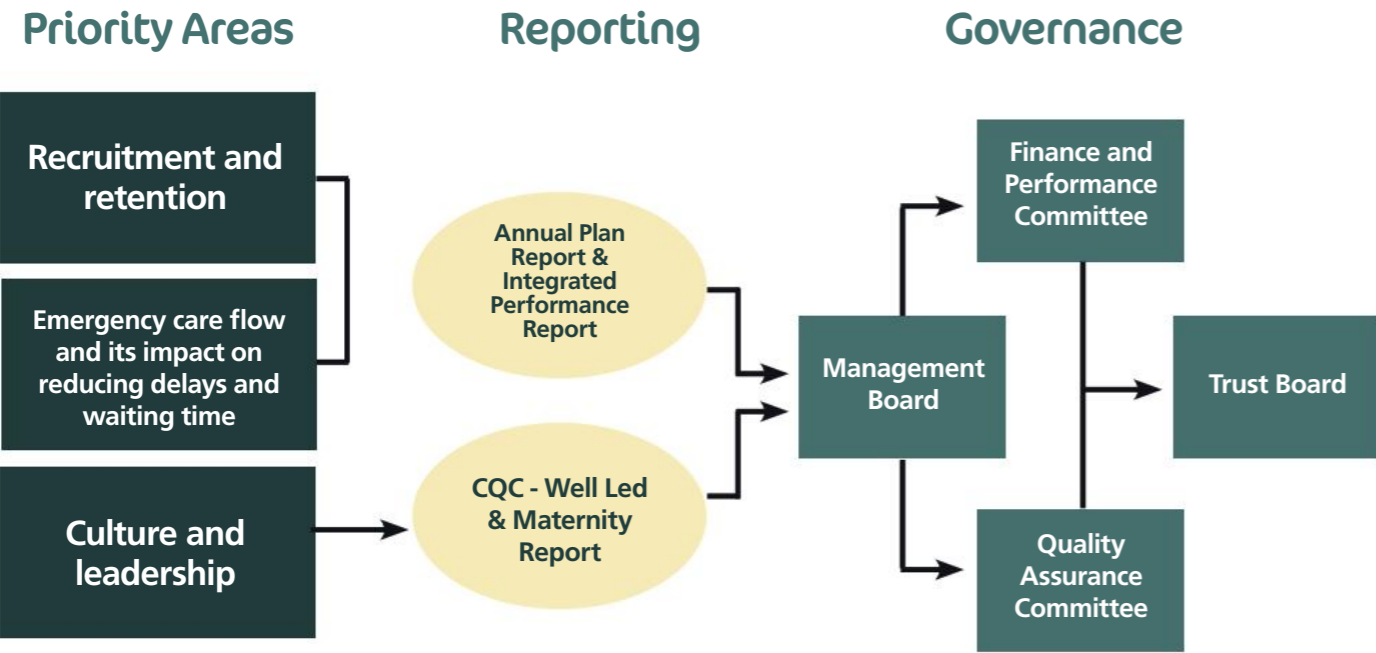 Priority Areas
Reporting
Governance
Recruitment and
retention
Emergency care flow
and its impact on
reducing delays and
waiting time
Culture and
leadership
Annual Plan
Report &
Integrated
Performance
Report
CQC - Well Led
& Maternity
Report
Management
Board
Finance and
Performance
Committee
Quality
Assurance
Committee
Trust Board